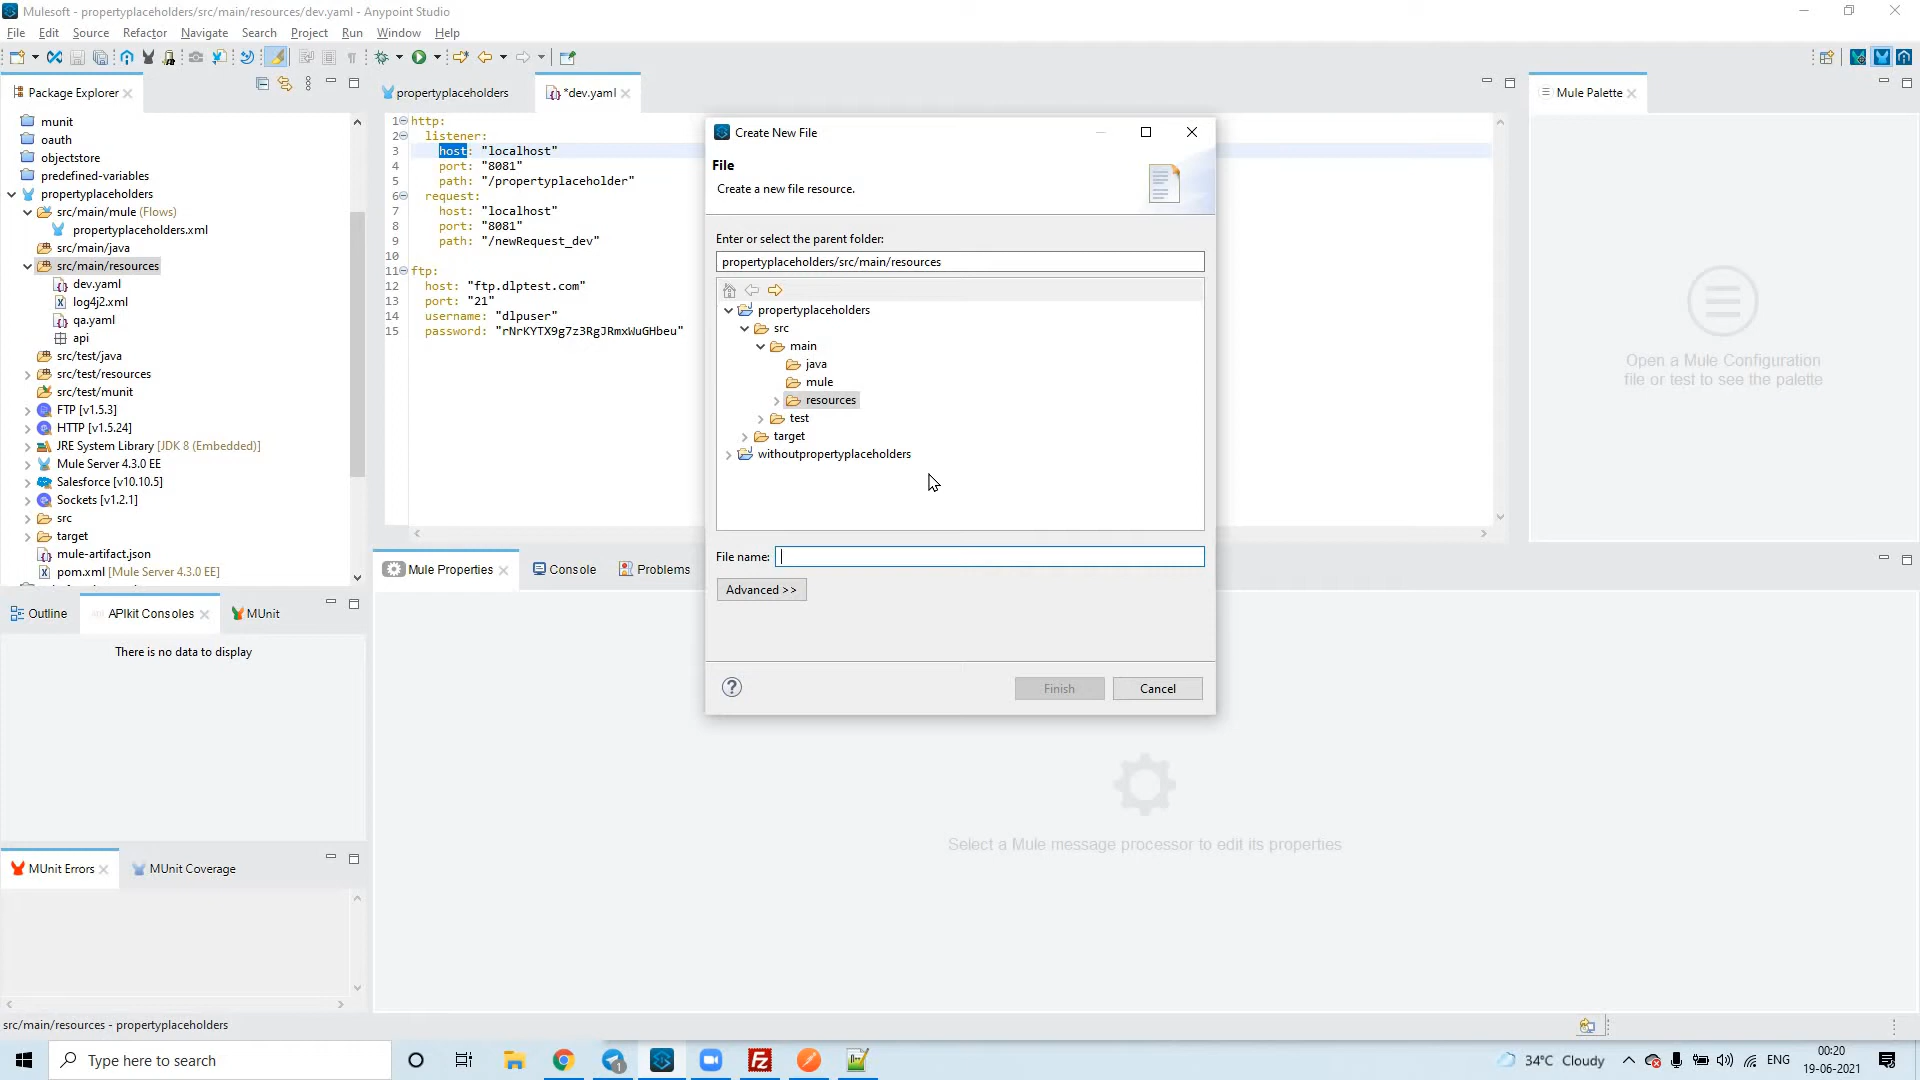 Mulesoft - propertyplaceholders/src/main/resources/dev.yaml - Anypoint Studio
File Edit Source Refactor Navigate Search Project Run Window Help
Package Explorer
munit
oauth
objectstore
predefined-variables
propertyplaceholders
src/main/mule (Flows)
propertyplaceholders.xml
src/main/java
src/main/resources
dev.yaml
log4j2.xml
qa.yaml
api
src/test/java
src/test/resources
src/test/munit
FTP [v1.5.3]
HTTP [v1.5.24]
JRE System Library [JDK 8 (Embedded)]
Mule Server 4.3.0 EE
Salesforce [v10.10.5]
Sockets [v1.2.1]
src
target
mule-artifact.json
pom.xml [Mule Server 4.3.0 EE]
propertyplaceholders
*dev.yaml
1 http:
2 listener:
3 host: "localhost"
4 port: "8081"
5 path: "/propertyplaceholder"
6 request:
7 host: "localhost"
8 port: "8081"
9 path: "/newRequest_dev"
10
11 ftp:
12 host: "ftp.dlptest.com"
13 port: "21"
14 username: "dlpuser"
15 password: "rNrKYTX9g7z3RgJRmxWuGHbeu"
Create New File
File
Create a new file resource.
Enter or select the parent folder:
propertyplaceholders/src/main/resources
propertyplaceholders
src
main
java
mule
resources
test
target
withoutpropertyplaceholders
File name:
Advanced >>
?
Finish
Cancel
Mule Palette
Open a Mule Configuration
file or test to see the palette
Mule Properties
Console
Problems
Select a Mule message processor to edit its properties
Outline
APIkit Consoles
MUnit
There is no data to display
MUnit Errors
MUnit Coverage
src/main/resources - propertyplaceholders
Type here to search
34°C Cloudy
ENG
00:20
19-06-2021